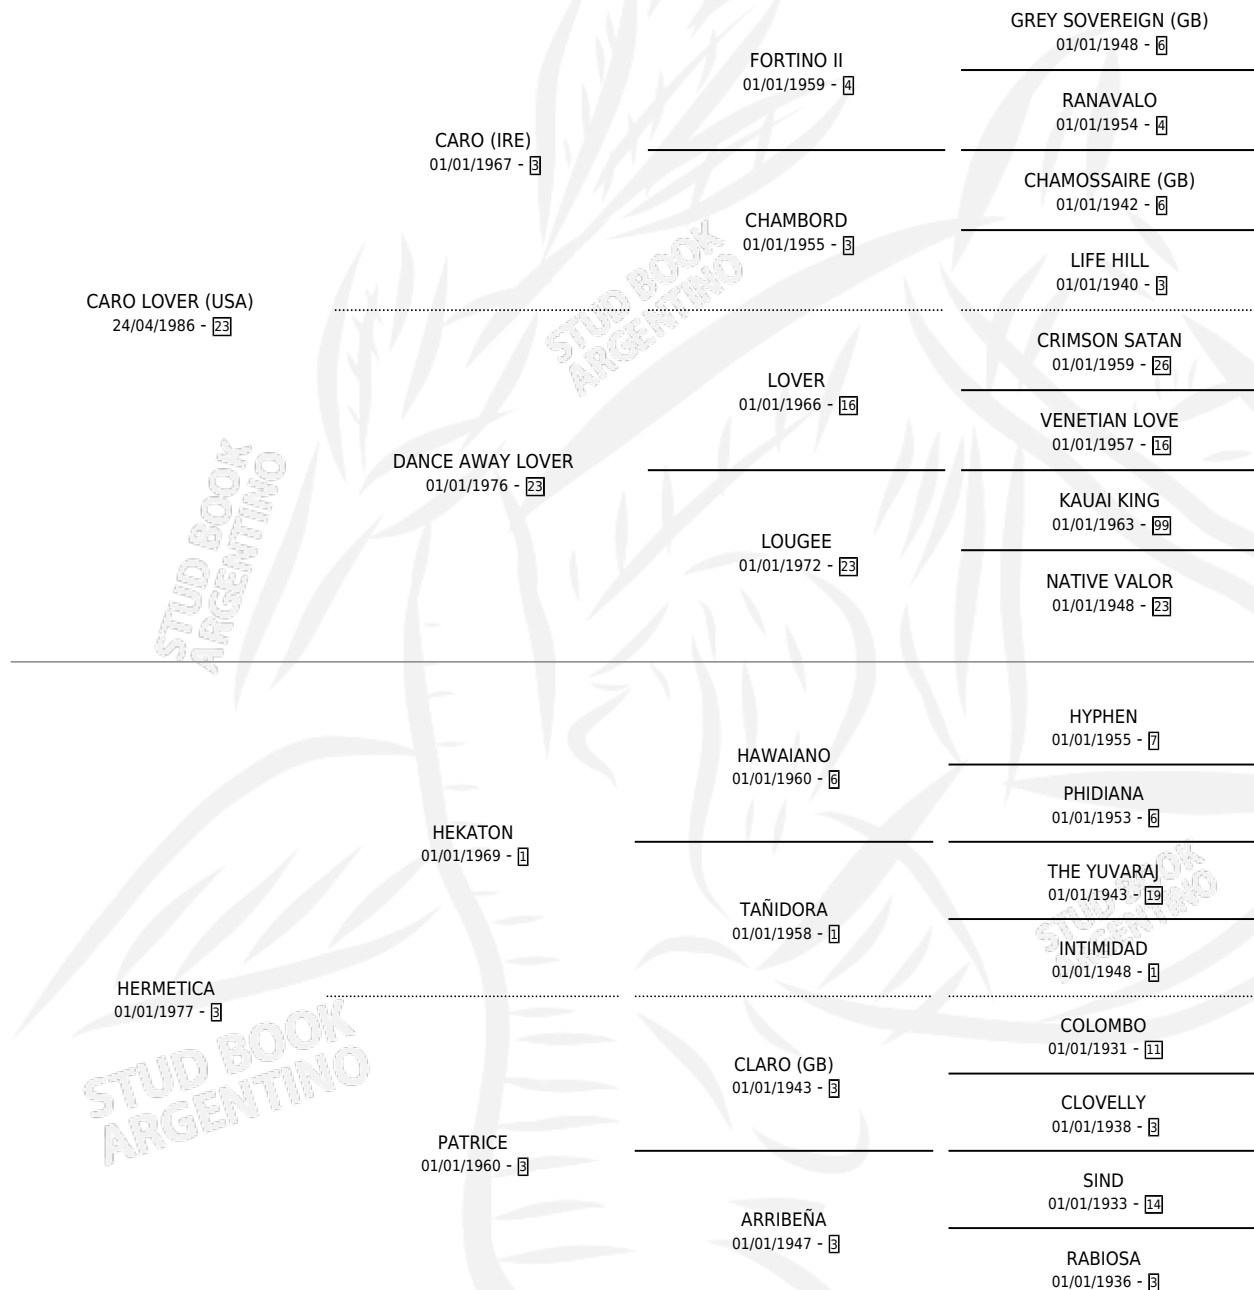 GREY SOVEREIGN (GB)
01/01/1948 - 6
FORTINO II
01/01/1959 - 4
RANAVALO
01/01/1954 - 4
CARO (IRE)
01/01/1967 - 3
CHAMOSSAIRE (GB)
01/01/1942 - 6
CHAMBORD
01/01/1955 - 3
LIFE HILL
01/01/1940 - 3
CARO LOVER (USA)
24/04/1986 - 23
STUD BOOK
ARGENTINO
CRIMSON SATAN
01/01/1959 - 26
LOVER
01/01/1966 - 16
VENETIAN LOVE
01/01/1957 - 16
DANCE AWAY LOVER
01/01/1976 - 23
KAUAI KING
01/01/1963 - 99
LOUGEE
01/01/1972 - 23
NATIVE VALOR
01/01/1948 - 23
STUD BOOK
ARGENTINO
HYPHEN
01/01/1955 - 7
HAWAIANO
01/01/1960 - 6
PHIDIANA
01/01/1953 - 6
HEKATON
01/01/1969 - 1
THE YUVARAJ
01/01/1943 - 19
TAÑIDORA
01/01/1958 - 1
INTIMIDAD
01/01/1948 - 1
STUD BOOK
ARGENTINO
HERMETICA
01/01/1977 - 3
COLOMBO
01/01/1931 - 11
CLARO (GB)
01/01/1943 - 3
CLOVELLY
01/01/1938 - 3
STUD BOOK
ARGENTINO
PATRICE
01/01/1960 - 3
SIND
01/01/1933 - 14
ARRIBEÑA
01/01/1947 - 3
RABIOSA
01/01/1936 - 3